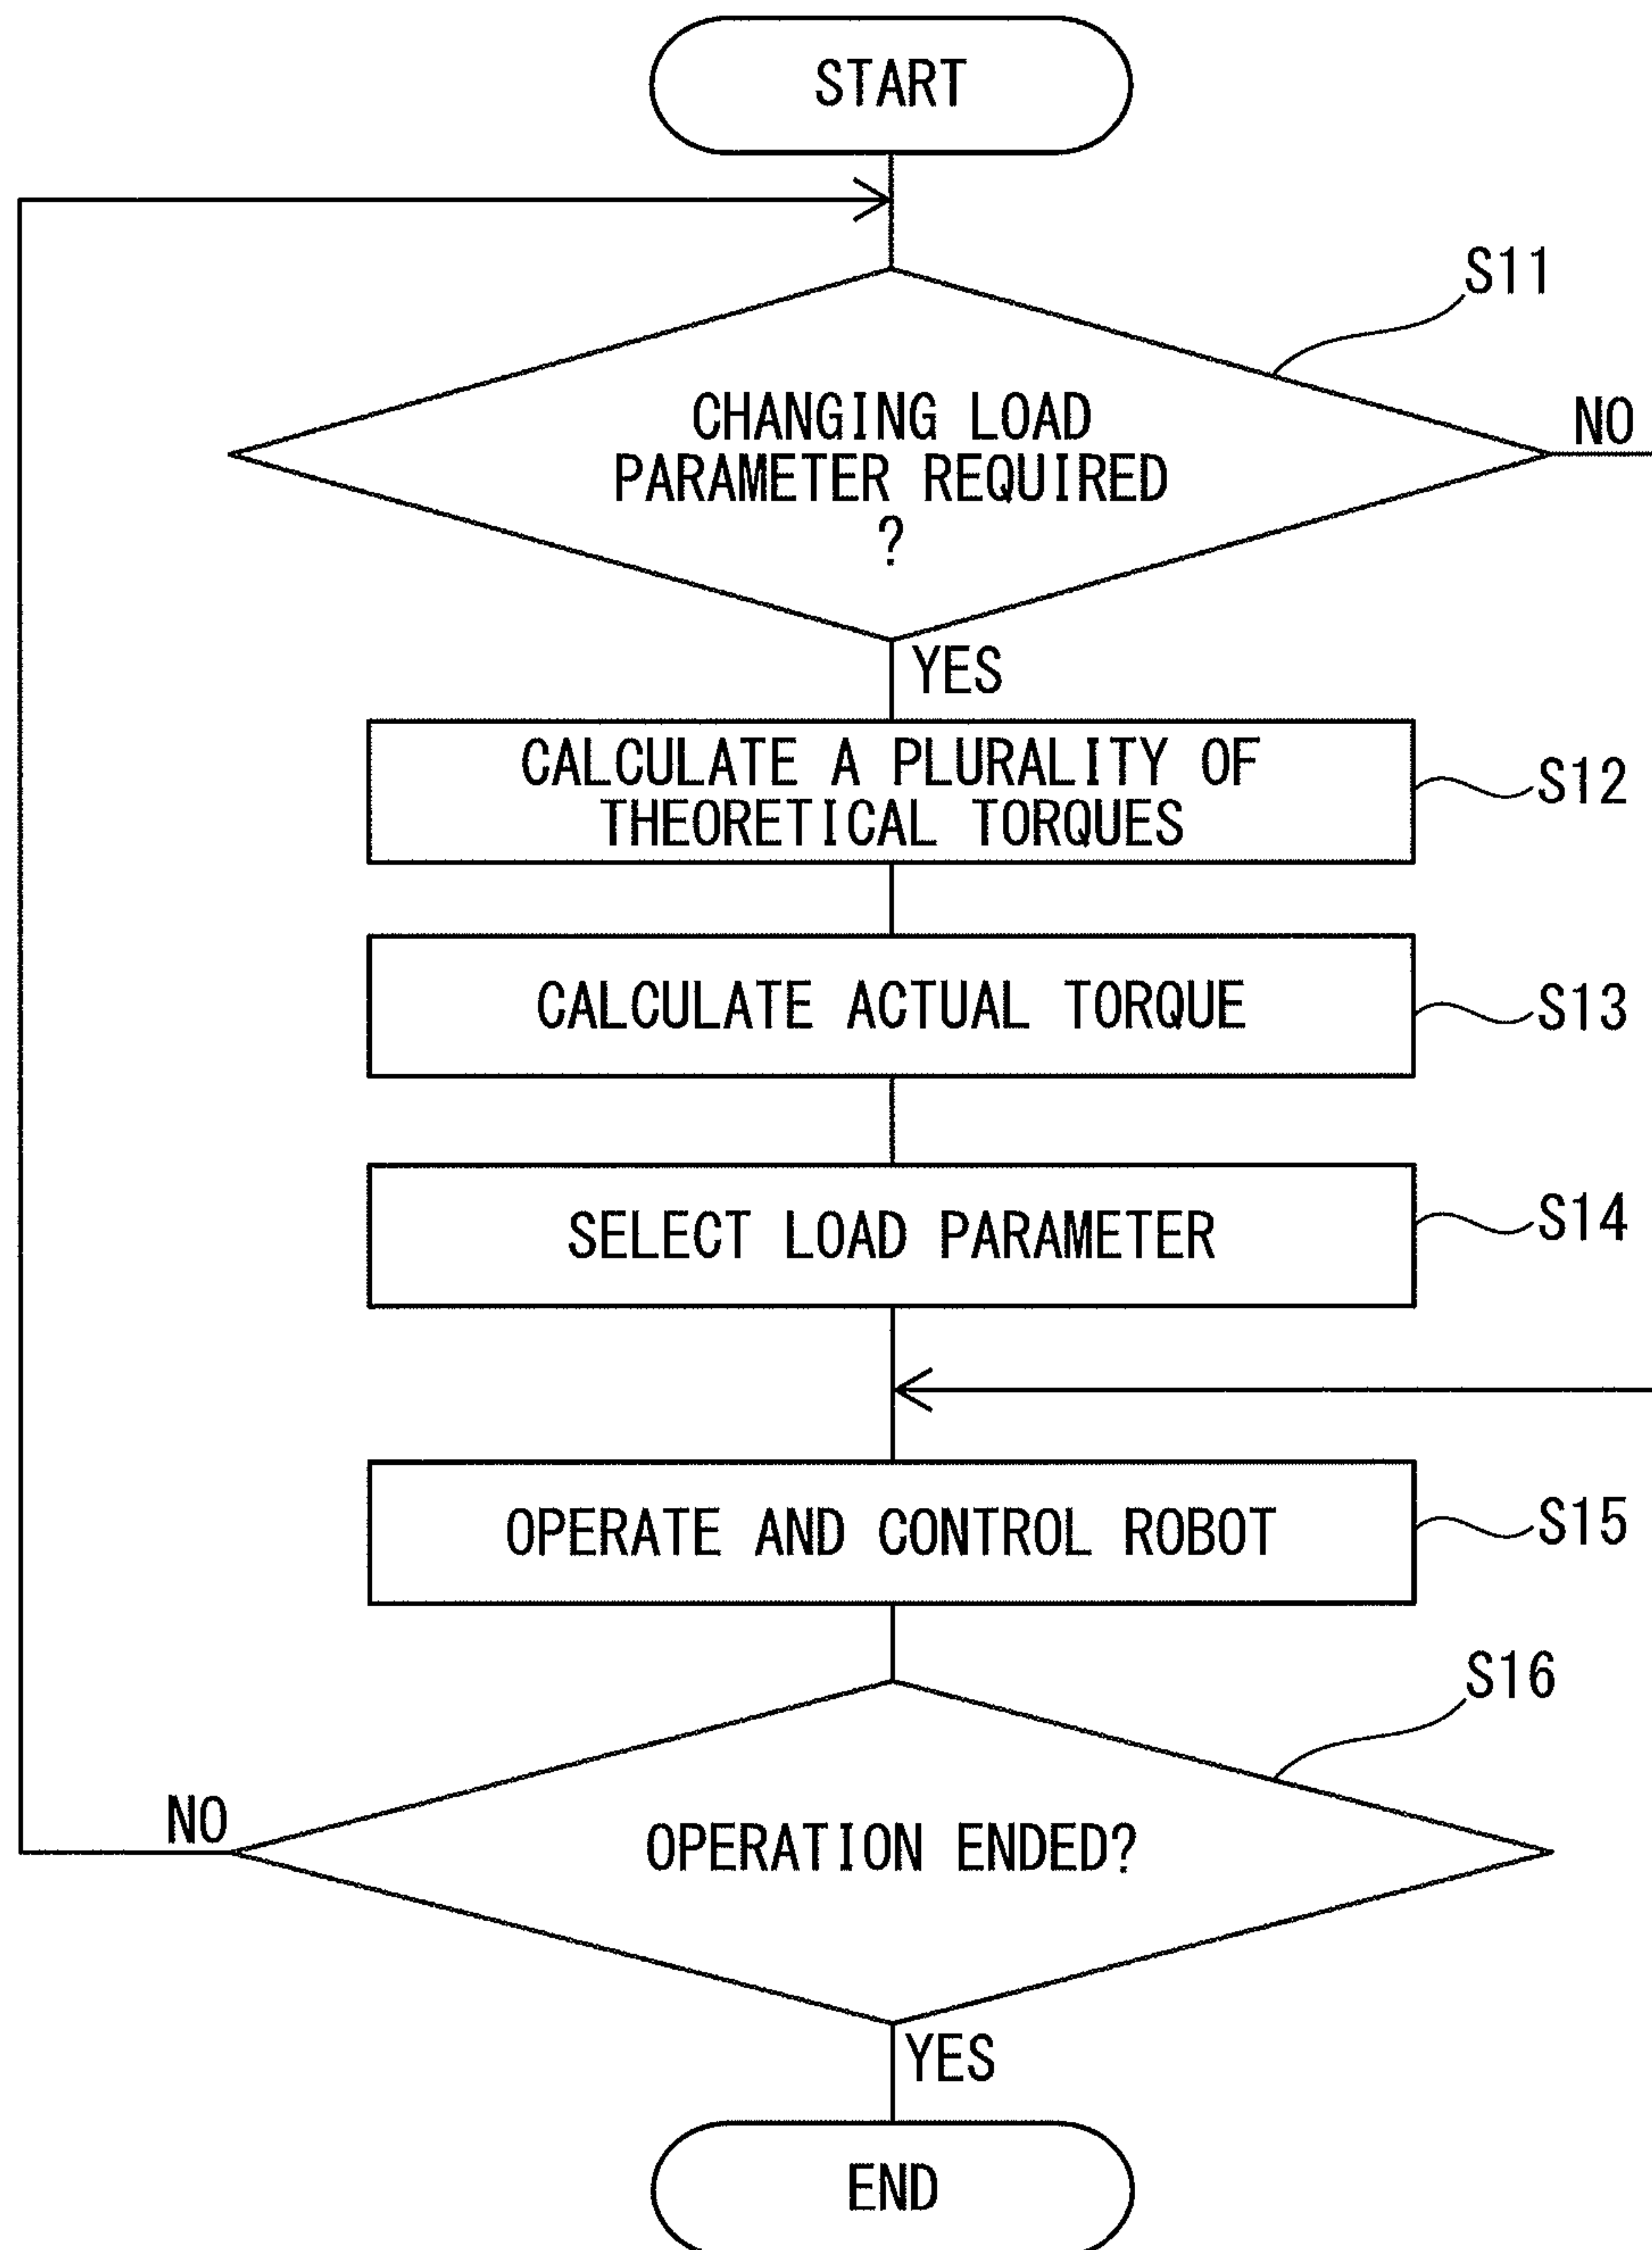 START
S11
CHANGING LOAD
PARAMETER REQUIRED
?
NO
YES
CALCULATE A PLURALITY OF
THEORETICAL TORQUES
S12
CALCULATE ACTUAL TORQUE
S13
SELECT LOAD PARAMETER
S14
OPERATE AND CONTROL ROBOT
S15
S16
NO
OPERATION ENDED?
YES
END